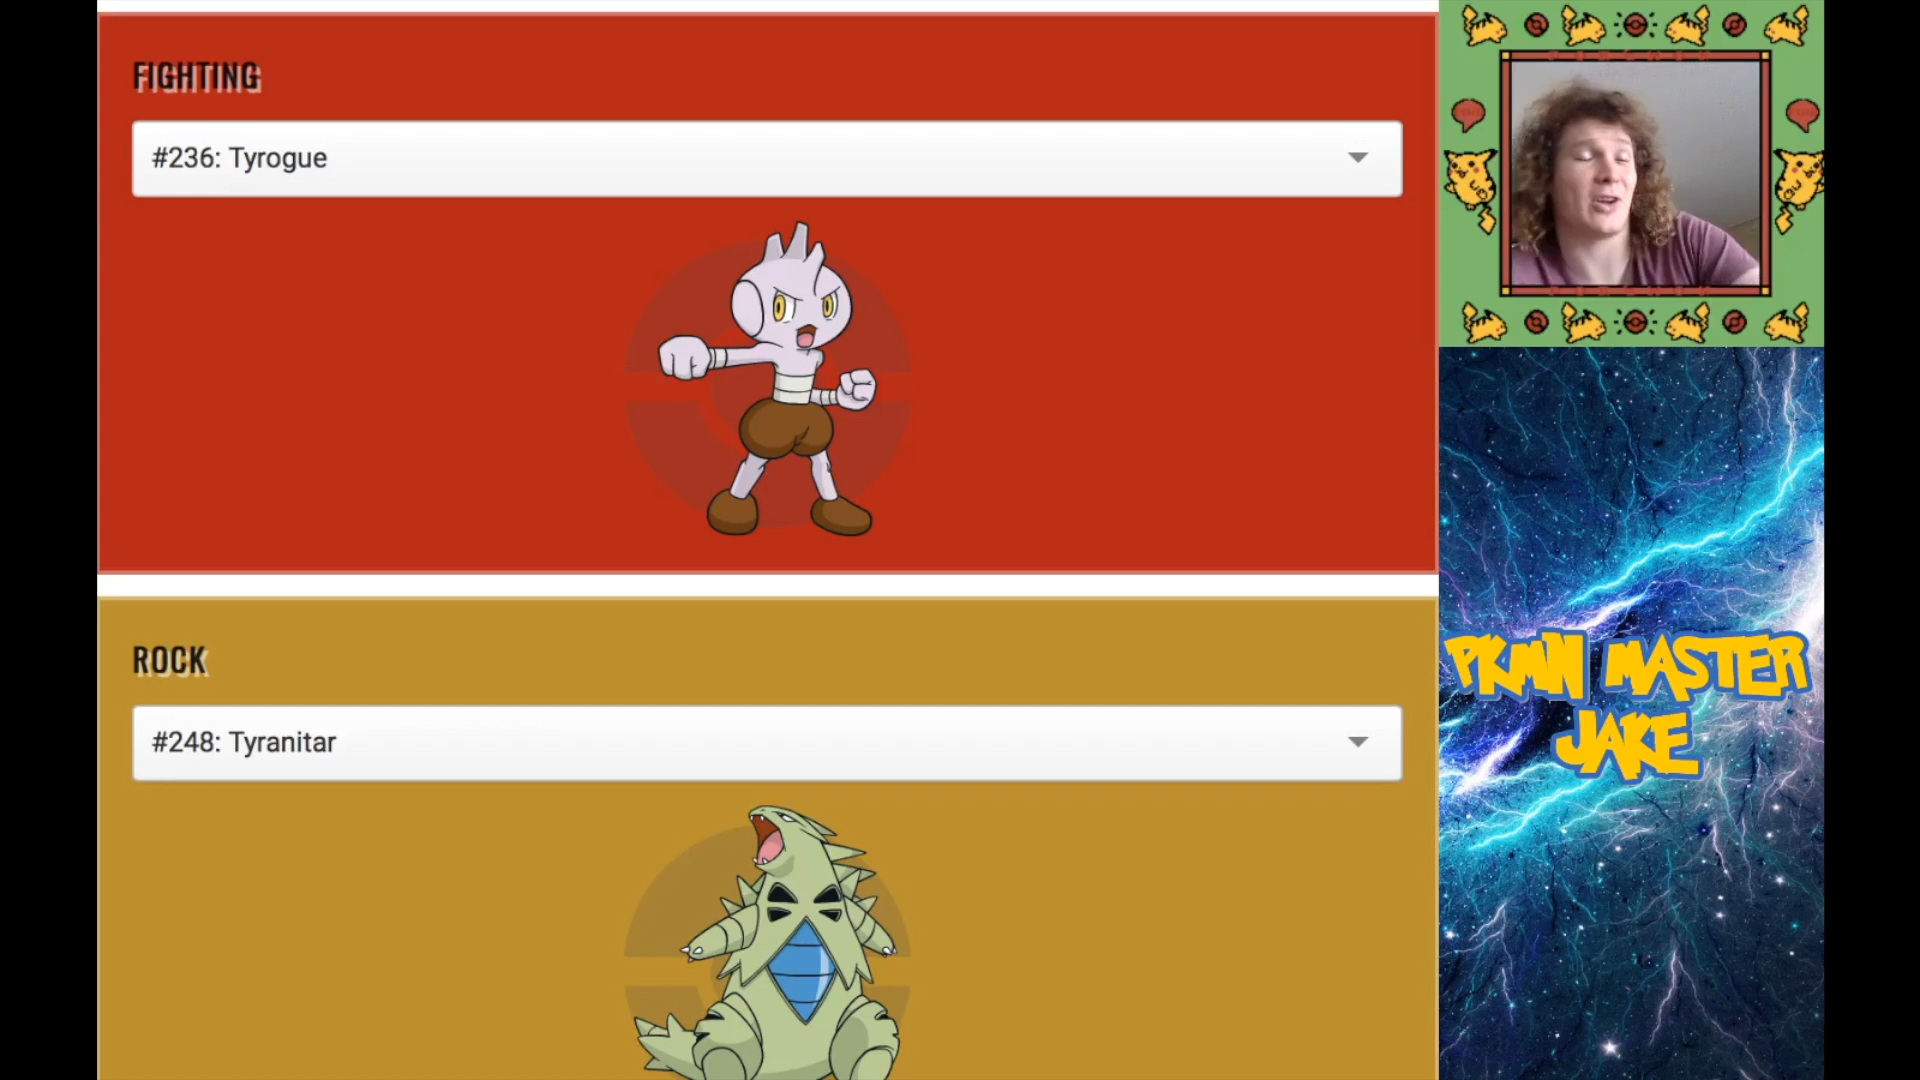 FIGHTING
#236: Tyrogue
ROCK
#248: Tyranitar
PKMN MASTER
JAKE